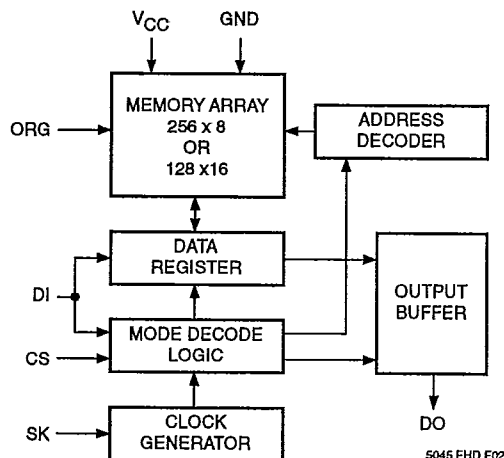 VCC
GND
ORG
MEMORY ARRAY
256 x 8
OR
128 x16
ADDRESS
DECODER
DATA
REGISTER
DI
OUTPUT
BUFFER
MODE DECODE
LOGIC
CS
SK
CLOCK
GENERATOR
DO
5045 FHD F02